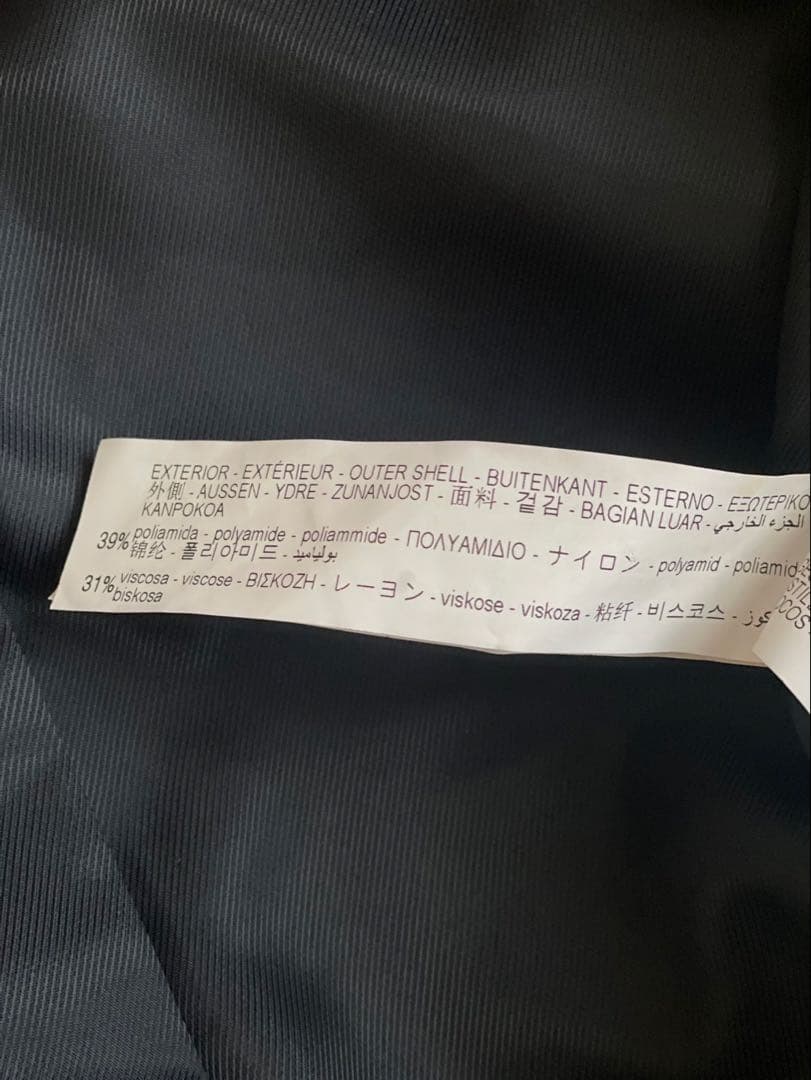 EXTERIOR - EXTÉRIEUR - OUTER SHELL - BUITENKANT - ESTERNO - ΕΞΩΤΕΡΙΚΟ
外側 - AUSSEN - YDRE - ZUNANJOST - 面料 - 겉감 - BAGIAN LUAR - الجزء الخارجي -
KANPOKOA
39% poliamida - polyamide - poliammide - ΠΟΛΥΑΜΙΔΙΟ - ナイロン - polyamid - poliamid
锦纶 - 폴리아미드 - بولياميد
31% viscosa - viscose - ΒΙΣΚΟΖΗ - レーヨン - viskose - viskoza - 粘纤 - 비스코스 -
biskosa